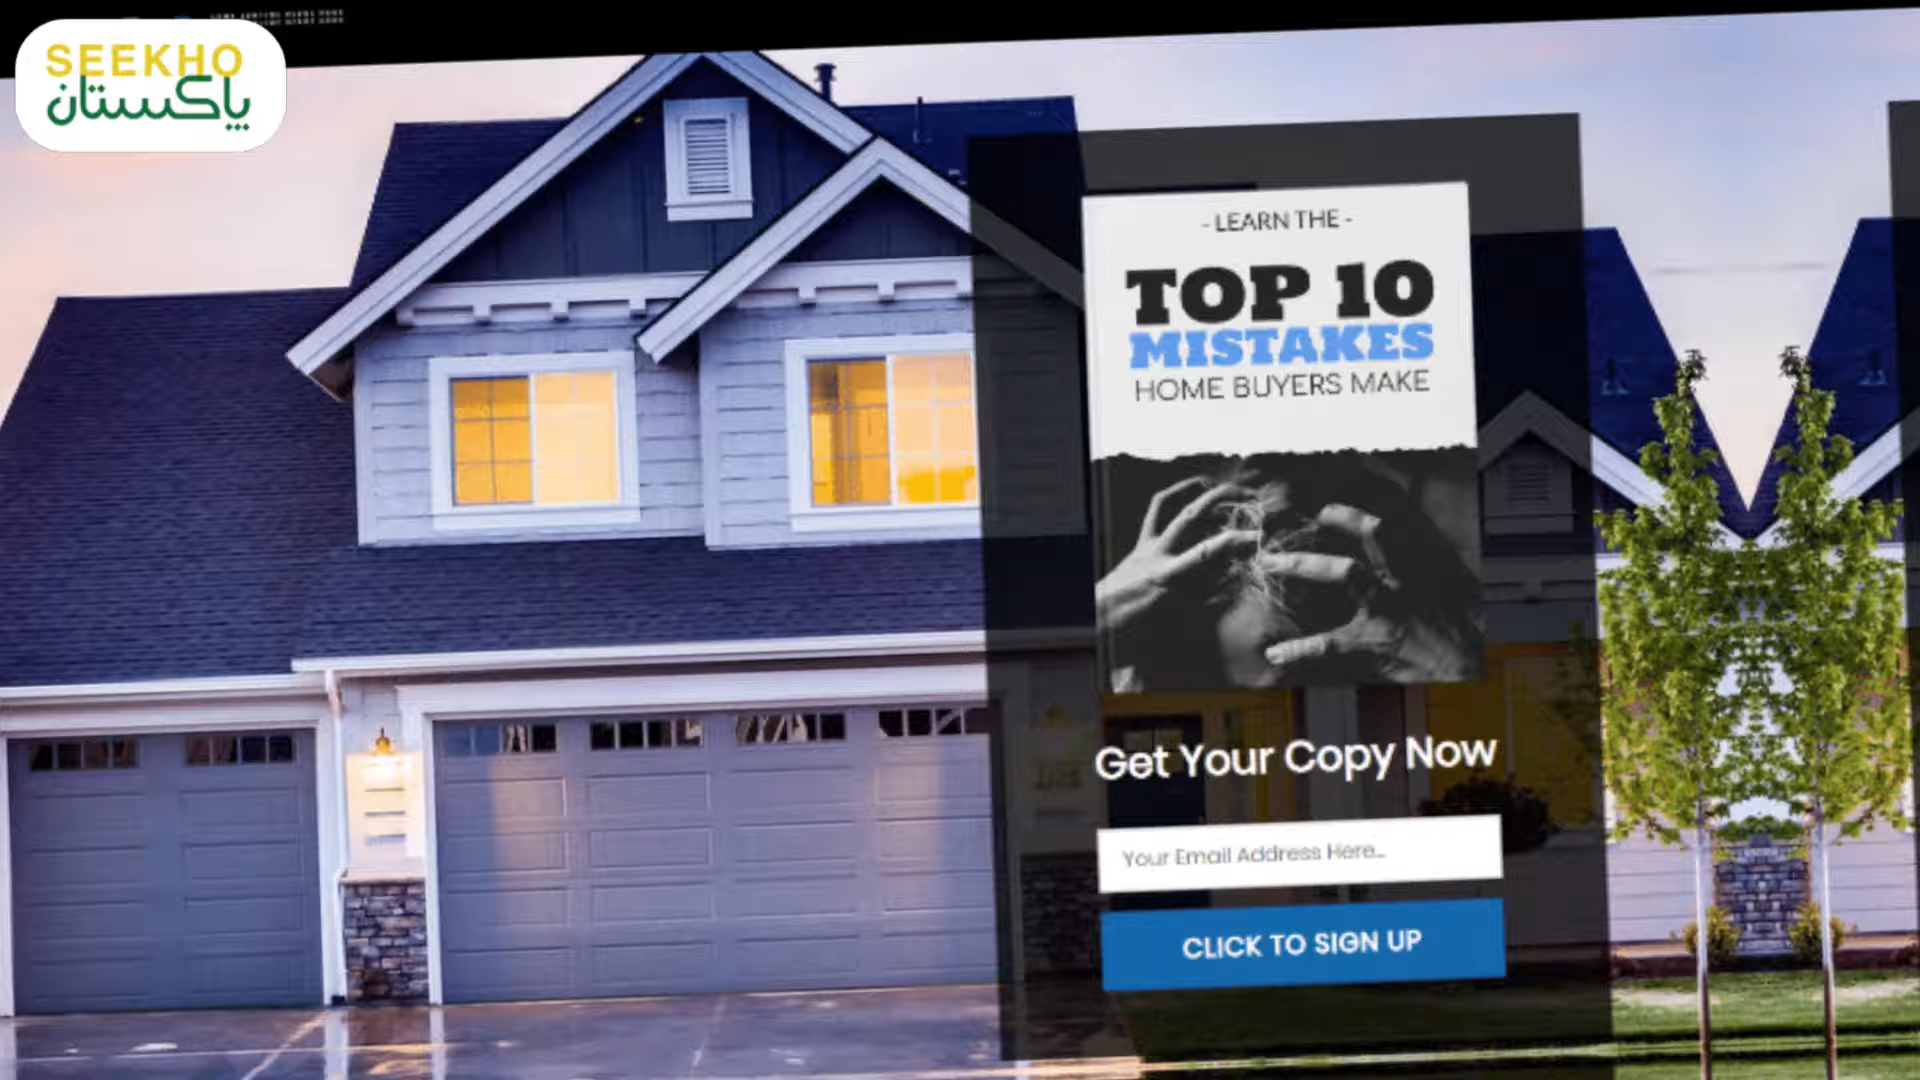 SEEKHO
پاکستان
- LEARN THE -
TOP 10
MISTAKES
HOME BUYERS MAKE
Get Your Copy Now
Your Email Address Here...
CLICK TO SIGN UP